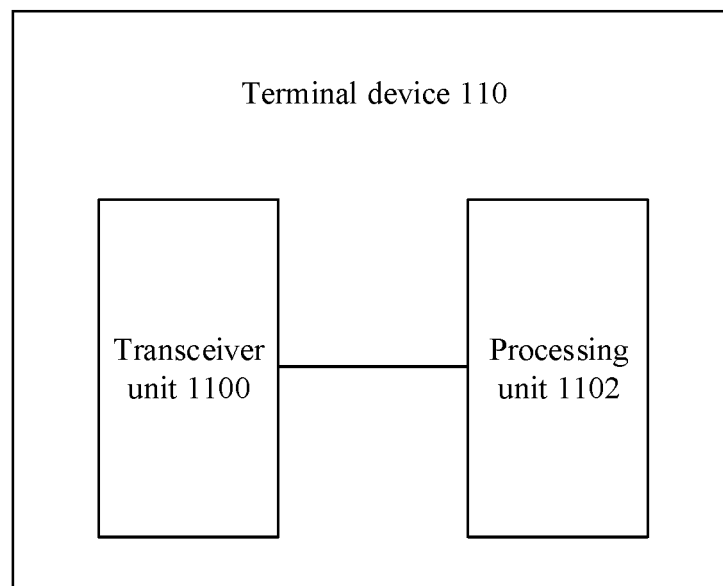 Terminal device 110
Transceiver
unit 1100
Processing
unit 1102